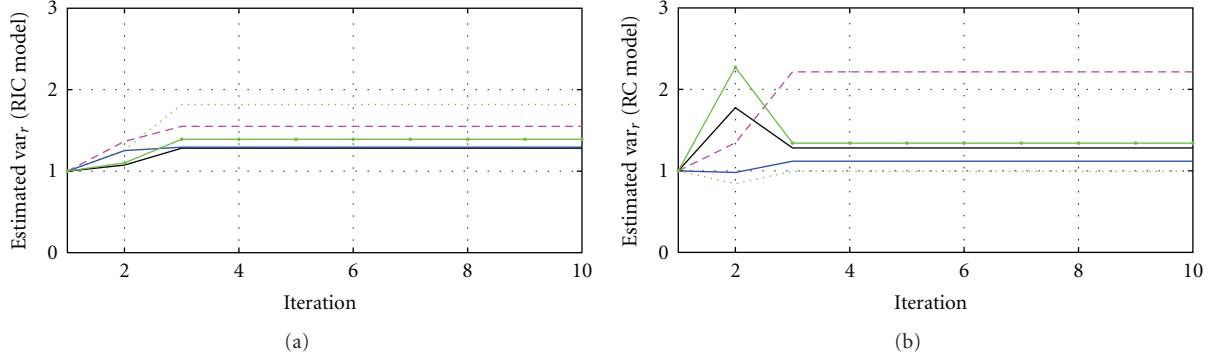 Estimated var_r (RIC model)
3
2
1
0
2 4 6 8 10
Iteration
(a)
Estimated var_r (RC model)
3
2
1
0
2 4 6 8 10
Iteration
(b)